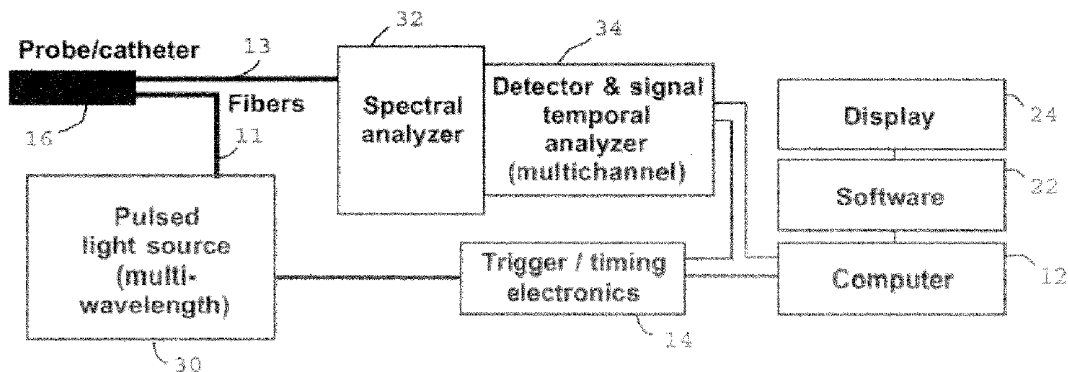 32
34
Probe/catheter
13
Fibers
16
11
Spectral
analyzer
Detector & signal
temporal
analyzer
(multichannel)
Display
24
Software
22
Computer
12
Pulsed
light source
(multi-
wavelength)
30
Trigger / timing
electronics
14